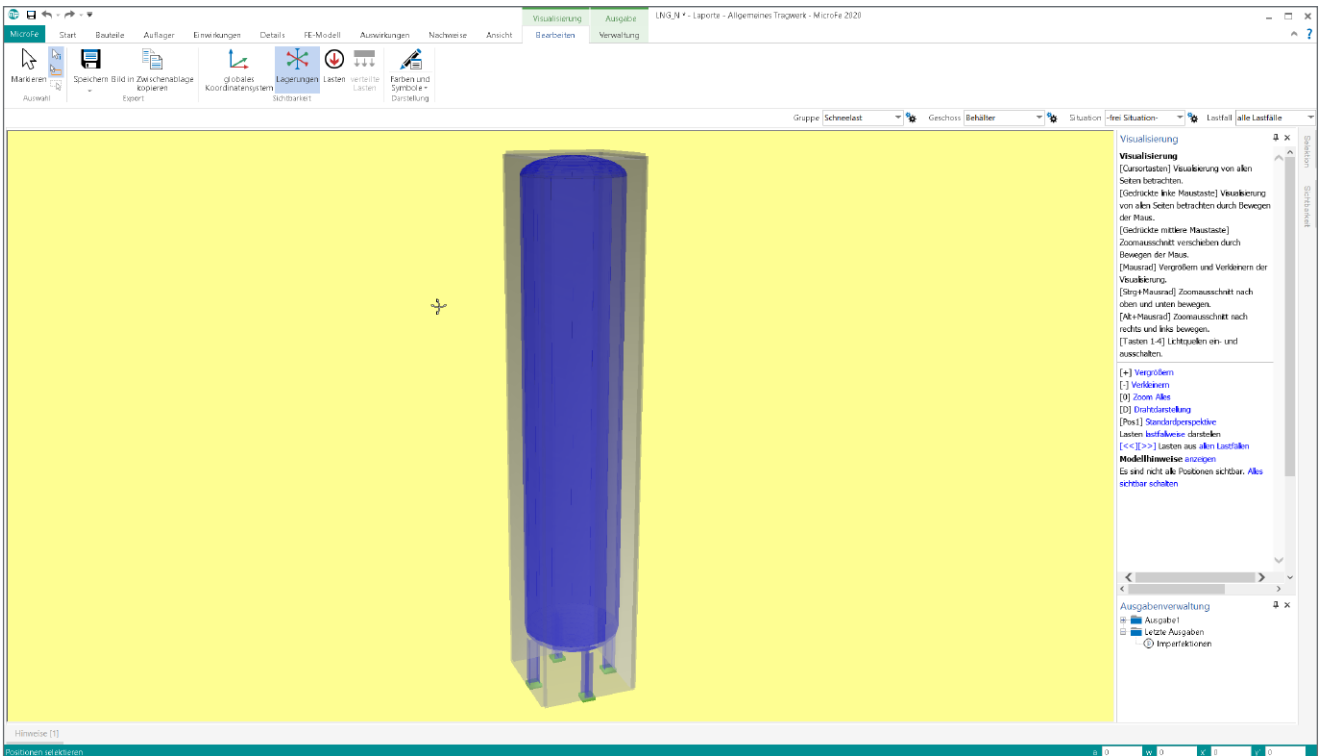 Visualisierung Ausgabe LNG_N * - Laporte - Allgemeines Tragwerk - MicroFe 2020
MicroFe Start Bauteile Auflager Einwirkungen Details FE-Modell Auswirkungen Nachweise Ansicht Bearbeiten Verwaltung
Markieren
Speichern
Bild in Zwischenablage
kopieren
globales
Koordinatensystem
Lagerungen
Lasten
verteilte
Lasten
Farben und
Symbole
Auswahl Export Sichtbarkeit Darstellung
Gruppe Schneelast Geschoss Behälter Situation -frei Situation- Lastfall alle Lastfälle
Visualisierung
Visualisierung
[Cursortasten] Visualisierung von allen
Seiten betrachten.
[Gedrückte linke Maustaste] Visualisierung
von allen Seiten betrachten durch Bewegen
der Maus.
[Gedrückte mittlere Maustaste]
Zoomausschnitt verschieben durch
Bewegen der Maus.
[Mausrad] Vergrößern und Verkleinern der
Visualisierung.
[Strg+Mausrad] Zoomausschnitt nach
oben und unten bewegen.
[Alt+Mausrad] Zoomausschnitt nach
rechts und links bewegen.
[Tasten 1-4] Lichtquellen ein- und
ausschalten.
[+] Vergrößern
[-] Verkleinern
[0] Zoom Alles
[D] Drahtdarstellung
[Pos1] Standardperspektive
Lasten lastfallweise darstellen
[<<][>>] Lasten aus allen Lastfällen
Modellhinweise anzeigen
Es sind nicht alle Positionen sichtbar. Alles
sichtbar schalten
Selektion
Sichtbarkeit
Ausgabenverwaltung
Ausgabe1
Letzte Ausgaben
Imperfektionen
Hinweise [1]
Positionen selektieren a 0 w 0 x' 0 y' 0